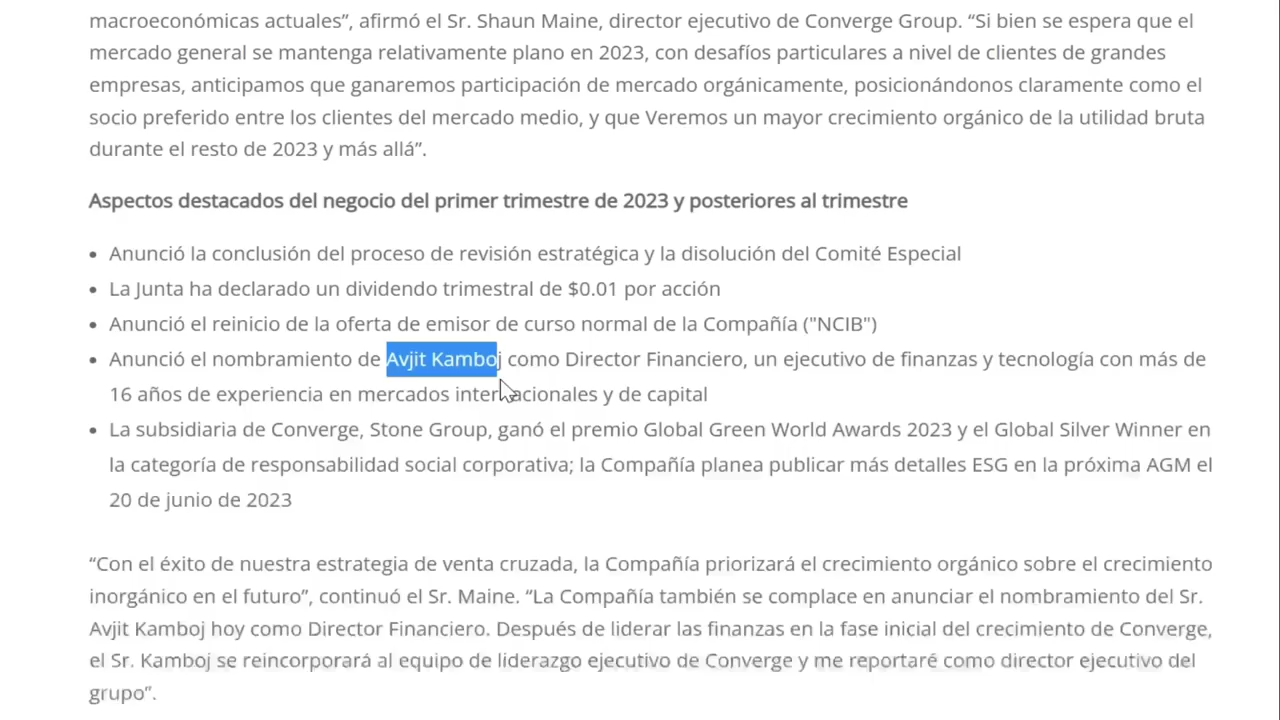 macroeconómicas actuales”, afirmó el Sr. Shaun Maine, director ejecutivo de Converge Group. “Si bien se espera que el
mercado general se mantenga relativamente plano en 2023, con desafíos particulares a nivel de clientes de grandes
empresas, anticipamos que ganaremos participación de mercado orgánicamente, posicionándonos claramente como el
socio preferido entre los clientes del mercado medio, y que Veremos un mayor crecimiento orgánico de la utilidad bruta
durante el resto de 2023 y más allá”.
Aspectos destacados del negocio del primer trimestre de 2023 y posteriores al trimestre
• Anunció la conclusión del proceso de revisión estratégica y la disolución del Comité Especial
• La Junta ha declarado un dividendo trimestral de $0.01 por acción
• Anunció el reinicio de la oferta de emisor de curso normal de la Compañía ("NCIB")
• Anunció el nombramiento de Avjit Kamboj como Director Financiero, un ejecutivo de finanzas y tecnología con más de
16 años de experiencia en mercados internacionales y de capital
• La subsidiaria de Converge, Stone Group, ganó el premio Global Green World Awards 2023 y el Global Silver Winner en
la categoría de responsabilidad social corporativa; la Compañía planea publicar más detalles ESG en la próxima AGM el
20 de junio de 2023
“Con el éxito de nuestra estrategia de venta cruzada, la Compañía priorizará el crecimiento orgánico sobre el crecimiento
inorgánico en el futuro”, continuó el Sr. Maine. “La Compañía también se complace en anunciar el nombramiento del Sr.
Avjit Kamboj hoy como Director Financiero. Después de liderar las finanzas en la fase inicial del crecimiento de Converge,
el Sr. Kamboj se reincorporará al equipo de liderazgo ejecutivo de Converge y me reportaré como director ejecutivo del
grupo”.